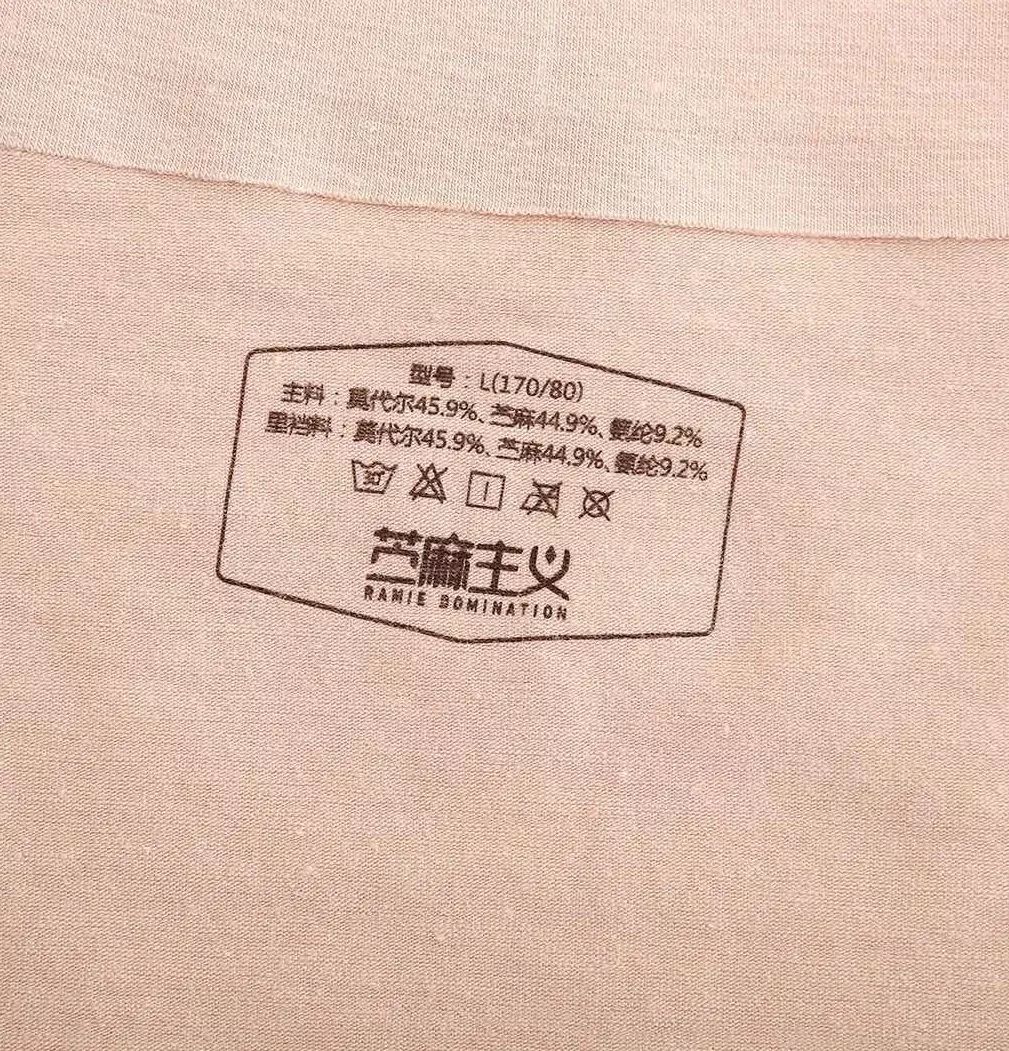 型号：L(170/80)
主料：莫代尔45.9%、苎麻44.9%、氨纶9.2%
里裆料：莫代尔45.9%、苎麻44.9%、氨纶9.2%
苎麻主义
RAMIE DOMINATION